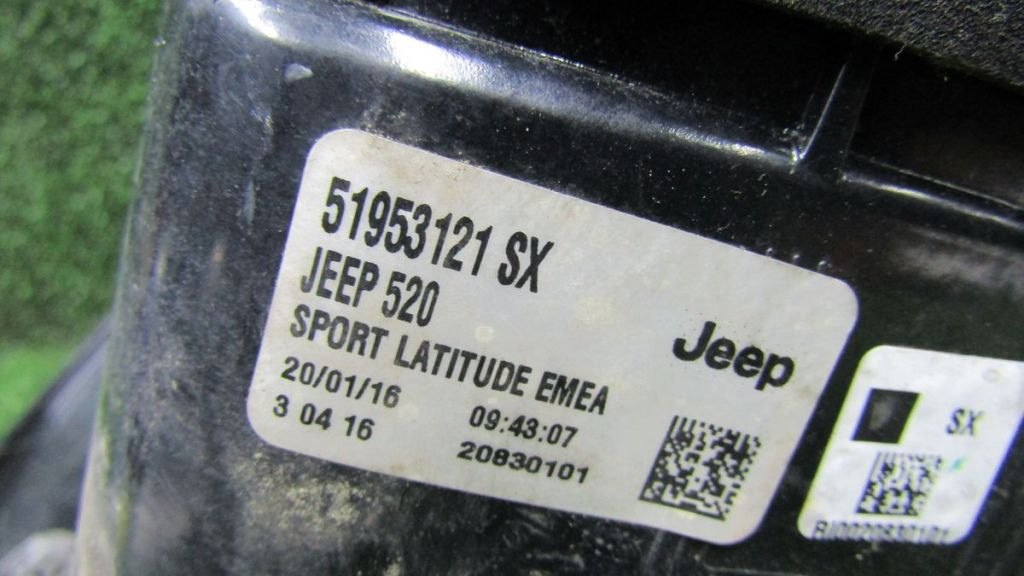 51953121 SX
JEEP 520
SPORT LATITUDE EMEA
Jeep
20/01/16 09:43:07
3 04 16 20830101
SX